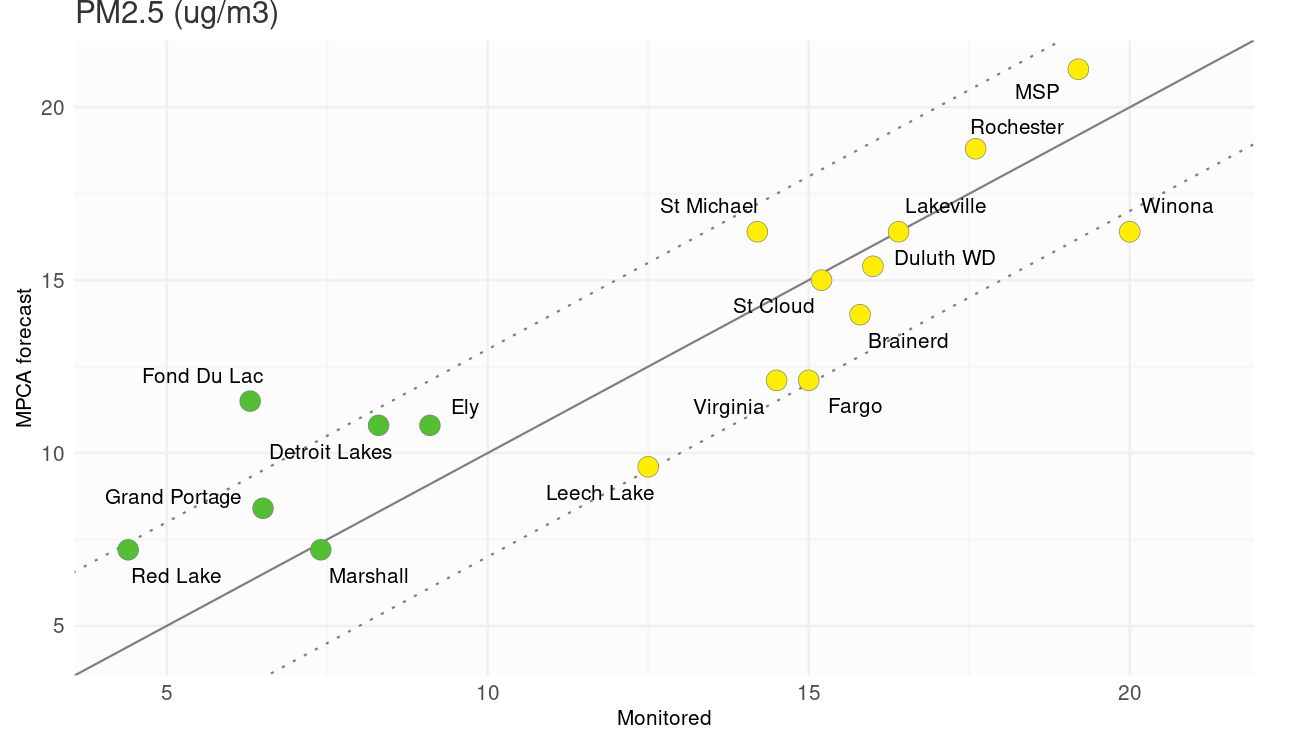 PM2.5 (ug/m3)
MSP
20
Rochester
St Michael
Lakeville
Winona
Duluth WD
15
St Cloud
Brainerd
MPCA forecast
Fond Du Lac
Ely
Virginia
Fargo
Detroit Lakes
10
Leech Lake
Grand Portage
Red Lake
Marshall
5
5
10
15
20
Monitored